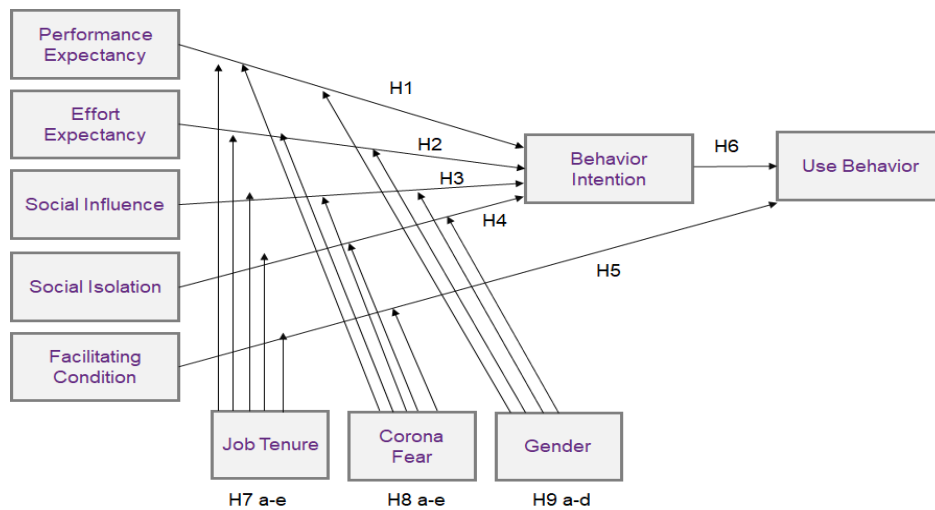 Performance
Expectancy
H1
Effort
Expectancy
H2
Behavior
Intention
H6
Use Behavior
Social Influence
H3
H4
Social Isolation
H5
Facilitating
Condition
Job Tenure
Corona
Fear
Gender
H7 a-e
H8 a-e
H9 a-d